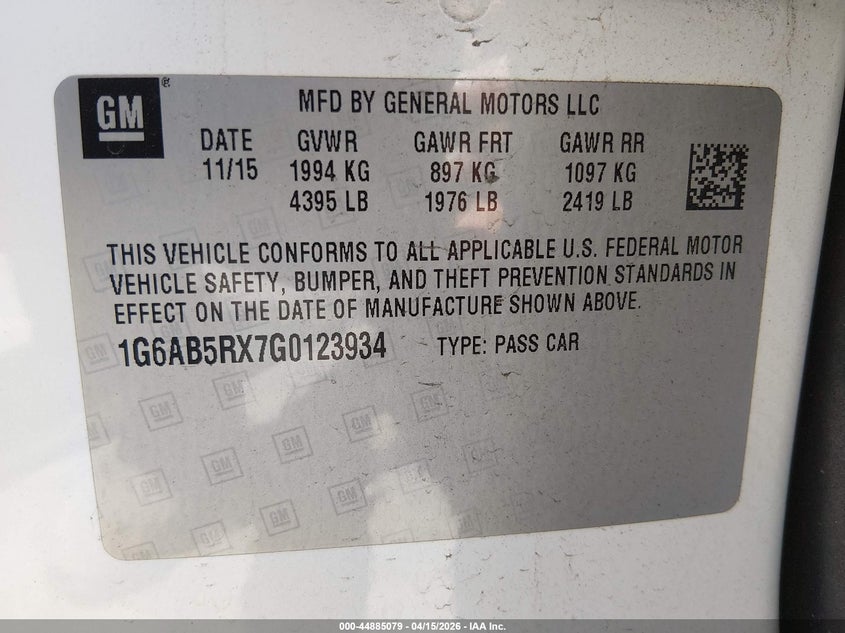 GM
MFD BY GENERAL MOTORS LLC
DATE GVWR GAWR FRT GAWR RR
11/15 1994 KG 897 KG 1097 KG
4395 LB 1976 LB 2419 LB
THIS VEHICLE CONFORMS TO ALL APPLICABLE U.S. FEDERAL MOTOR
VEHICLE SAFETY, BUMPER, AND THEFT PREVENTION STANDARDS IN
EFFECT ON THE DATE OF MANUFACTURE SHOWN ABOVE.
1G6AB5RX7G0123934 TYPE: PASS CAR
000-44885079 - 04/15/2026 - IAA Inc.